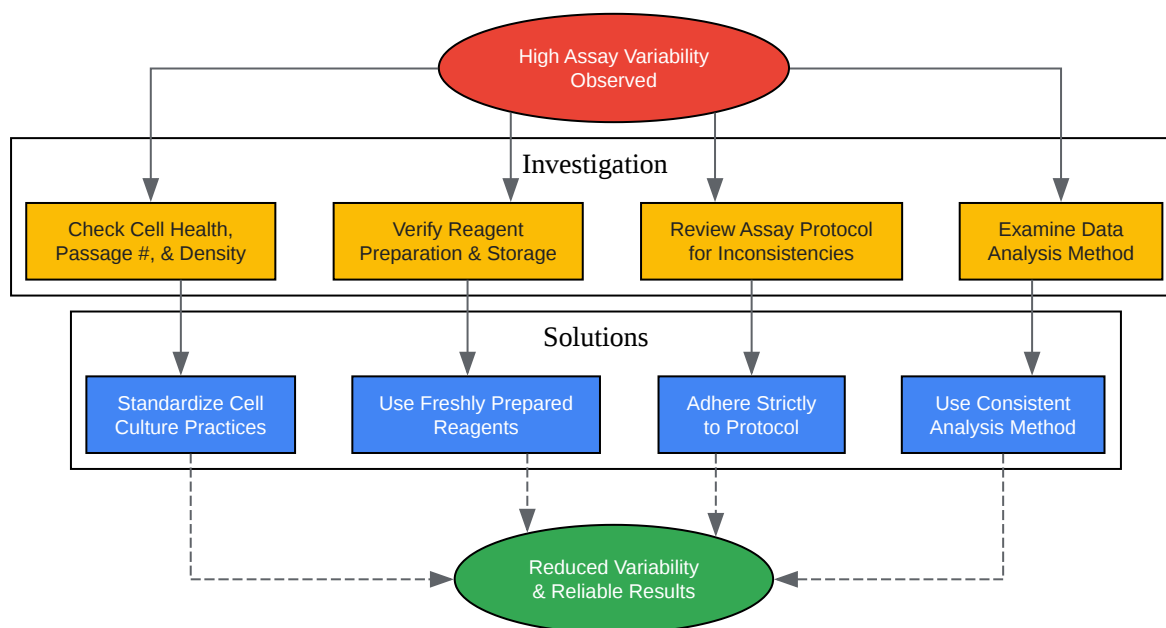 High Assay Variability
Observed
Investigation
Check Cell Health,
Passage #, & Density
Verify Reagent
Preparation & Storage
Review Assay Protocol
for Inconsistencies
Examine Data
Analysis Method
Solutions
Standardize Cell
Culture Practices
Use Freshly Prepared
Reagents
Adhere Strictly
to Protocol
Use Consistent
Analysis Method
Reduced Variability
& Reliable Results